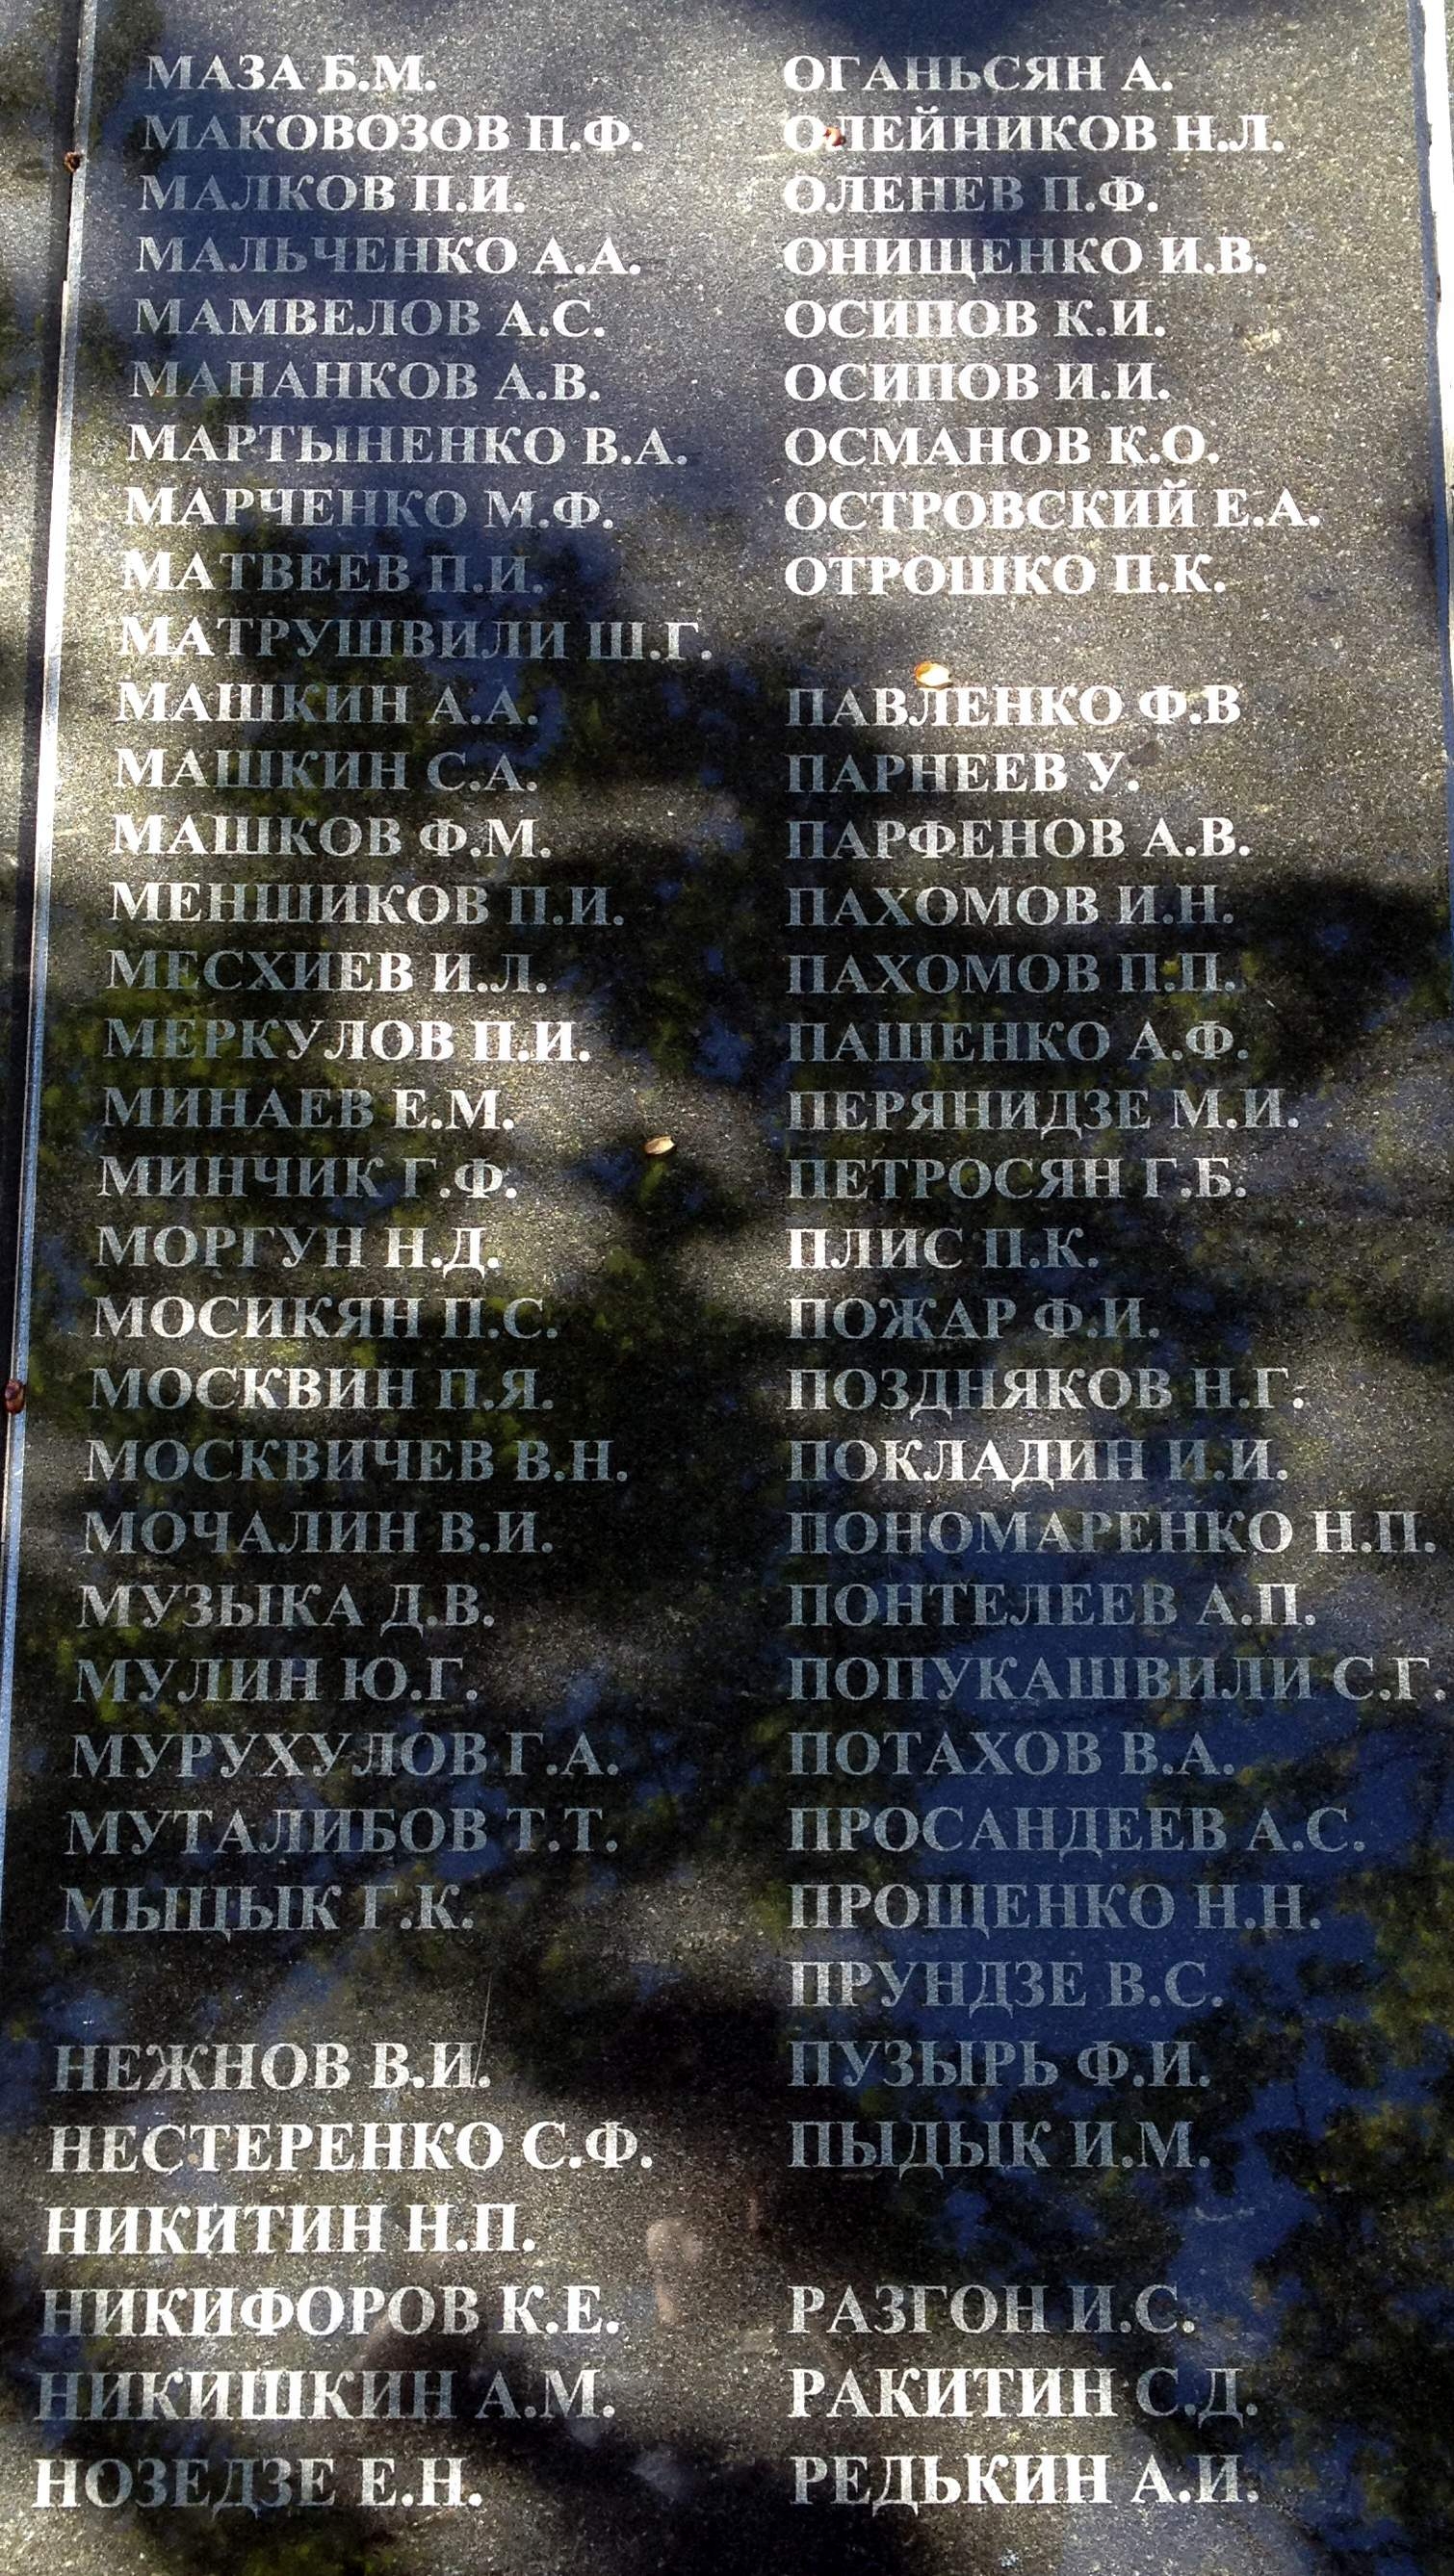 МАЗА Б.М.
МАКОВОЗОВ П.Ф.
МАЛКОВ П.И.
МАЛЬЧЕНКО А.А.
МАМВЕЛОВ А.С.
МАНАНКОВ А.В.
МАРТЫНЕНКО В.А.
МАРЧЕНКО М.Ф.
МАТВЕЕВ П.И.
МАТРУШВИЛИ Ш.Г.
МАШКИН А.А.
МАШКИН С.А.
МАШКОВ Ф.М.
МЕНШИКОВ П.И.
МЕСХИЕВ И.Л.
МЕРКУЛОВ П.И.
МИНАЕВ Е.М.
МИНЧИК Г.Ф.
МОРГУН Н.Д.
МОСИКЯН П.С.
МОСКВИН П.Я.
МОСКВИЧЕВ В.Н.
МОЧАЛИН В.И.
МУЗЫКА Д.В.
МУЛИН Ю.Г.
МУРУХУЛОВ Г.А.
МУТАЛИБОВ Т.Т.
МЫЦЫК Г.К.
НЕЖНОВ В.И.
НЕСТЕРЕНКО С.Ф.
НИКИТИН Н.П.
НИКИФОРОВ К.Е.
НИКИШКИН А.М.
НОЗЕДЗЕ Е.Н.
ОГАНЬСЯН А.
ОЛЕЙНИКОВ Н.Л.
ОЛЕНЕВ П.Ф.
ОНИЩЕНКО И.В.
ОСИПОВ К.И.
ОСИПОВ И.И.
ОСМАНОВ К.О.
ОСТРОВСКИЙ Е.А.
ОТРОШКО П.К.
ПАВЛЕНКО Ф.В
ПАРНЕЕВ У.
ПАРФЕНОВ А.В.
ПАХОМОВ И.Н.
ПАХОМОВ П.П.
ПАШЕНКО А.Ф.
ПЕРЯНИДЗЕ М.И.
ПЕТРОСЯН Г.Б.
ПЛИС П.К.
ПОЖАР Ф.И.
ПОЗДНЯКОВ Н.Г.
ПОКЛАДИН И.И.
ПОНОМАРЕНКО Н.П.
ПОНТЕЛЕЕВ А.П.
ПОПУКАШВИЛИ С.Г.
ПОТАХОВ В.А.
ПРОСАНДЕЕВ А.С.
ПРОЩЕНКО Н.Н.
ПРУНДЗЕ В.С.
ПУЗЫРЬ Ф.И.
ПЫДЫК И.М.
РАЗГОН И.С.
РАКИТИН С.Д.
РЕДЬКИН А.И.